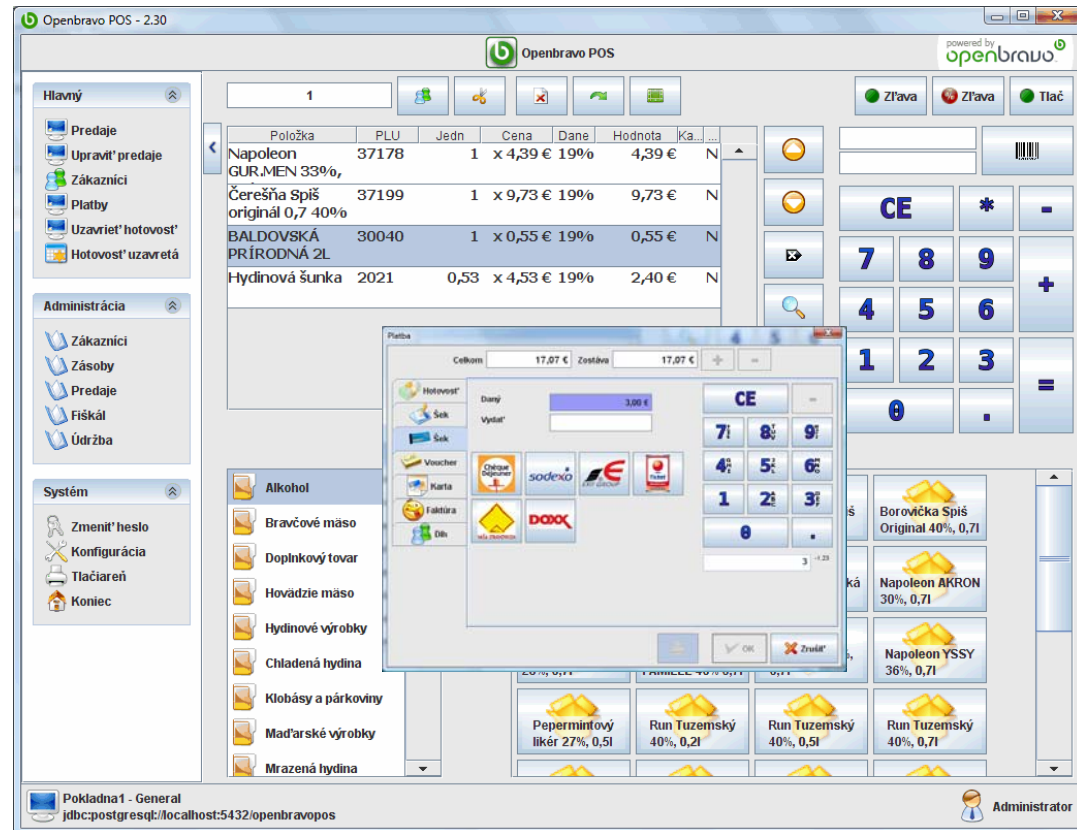 Openbravo POS - 2.30
Openbravo POS
powered by
openbravo
Hlavný
Predaje
Upraviť predaje
Zákazníci
Platby
Uzavrieť hotovosť
Hotovosť uzavretá
Administrácia
Zákazníci
Zásoby
Predaje
Fiškál
Údržba
Systém
Zmeniť heslo
Konfigurácia
Tlačiareň
Koniec
1
Zľava
Zľava
Tlač
Položka PLU Jedn Cena Dane Hodnota Ka... ...
Napoleon 37178 1 x 4,39 € 19% 4,39 € N
GUR.MEN 33%,
Čerešňa Spiš 37199 1 x 9,73 € 19% 9,73 € N
originál 0,7 40%
BALDOVSKÁ 30040 1 x 0,55 € 19% 0,55 € N
PRÍRODNÁ 2L
Hydinová šunka 2021 0,53 x 4,53 € 19% 2,40 € N
CE * -
7 8 9 +
4 5 6
1 2 3 =
0 .
Platba
Celkom 17,07 € Zostáva 17,07 € + -
Hotovosť
Šek
Šek
Voucher
Karta
Faktúra
Dlh
Daný 3,00 €
Vydať
Chèque
Déjeuner
sodexo
Ticket
DOXX
CE -
7 8 9
4 5 6
1 2 3
0 .
3 -1.23
OK
Zrušiť
Alkohol
Bravčové mäso
Doplnkový tovar
Hovädzie mäso
Hydinové výrobky
Chladená hydina
Klobásy a párkoviny
Maďarské výrobky
Mrazená hydina
Borovička Spiš
Original 40%, 0,7l
Napoleon AKRON
30%, 0,7l
Napoleon YSSY
36%, 0,7l
Pepermintový
likér 27%, 0,5l
Run Tuzemský
40%, 0,2l
Run Tuzemský
40%, 0,5l
Run Tuzemský
40%, 0,7l
Pokladna1 - General
jdbc:postgresql://localhost:5432/openbravopos
Administrator